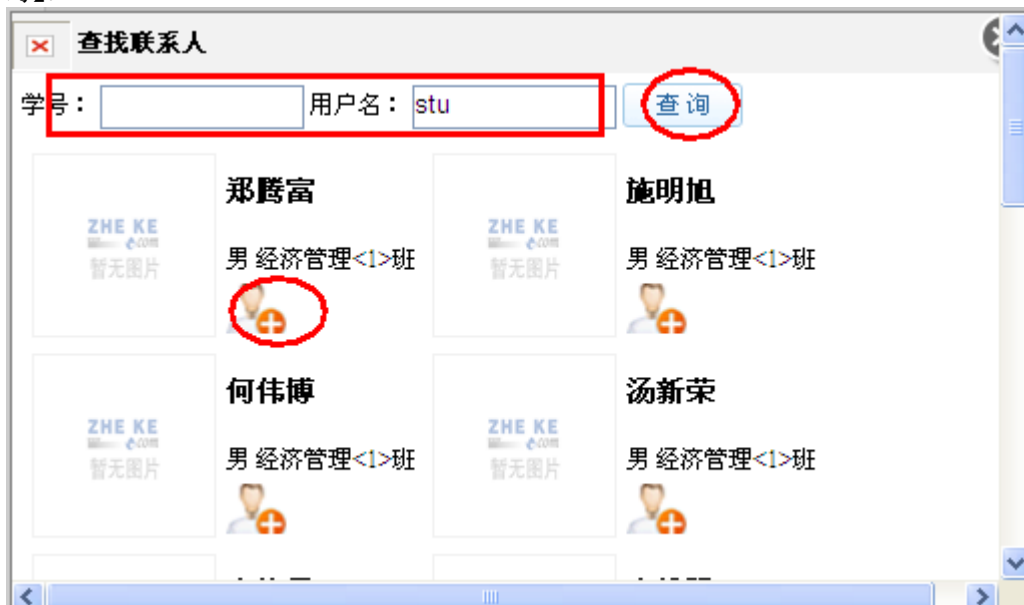 查找联系人
学号： 用户名： stu 查 询
郑腾富 施明旭
ZHE KE ZHE KE
暂无图片 男 经济管理<1>班 暂无图片 男 经济管理<1>班
何伟博 汤新荣
ZHE KE ZHE KE
暂无图片 男 经济管理<1>班 暂无图片 男 经济管理<1>班